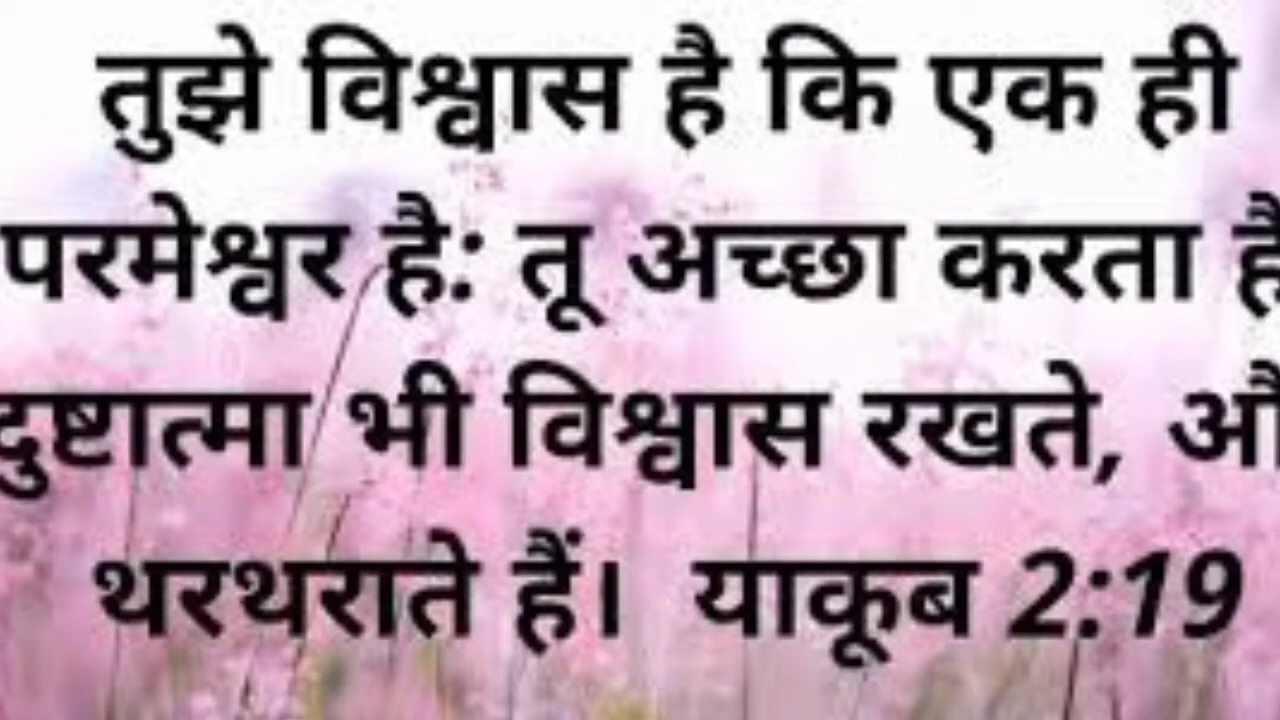 तुझे विश्वास है कि एक ही
परमेश्वर है: तू अच्छा करता है
दुष्टात्मा भी विश्वास रखते, औ
थरथराते हैं। याकूब 2:19